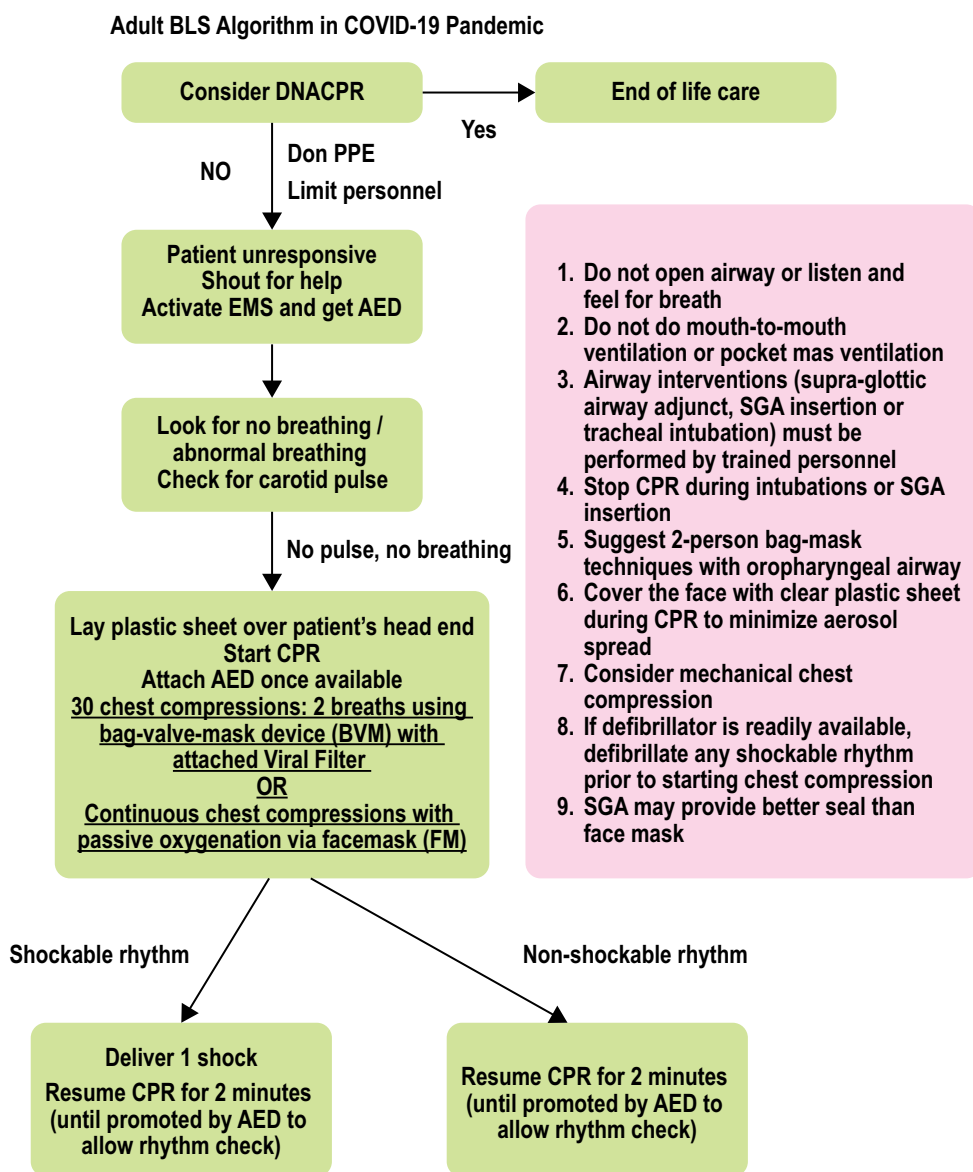 Adult BLS Algorithm in COVID-19 Pandemic
Consider DNACPR
End of life care
Yes
NO
Don PPE
Limit personnel
Patient unresponsive
Shout for help
Activate EMS and get AED
Look for no breathing /
abnormal breathing
Check for carotid pulse
No pulse, no breathing
Lay plastic sheet over patient’s head end
Start CPR
Attach AED once available
30 chest compressions: 2 breaths using
bag-valve-mask device (BVM) with
attached Viral Filter
OR
Continuous chest compressions with
passive oxygenation via facemask (FM)
1. Do not open airway or listen and
feel for breath
2. Do not do mouth-to-mouth
ventilation or pocket mas ventilation
3. Airway interventions (supra-glottic
airway adjunct, SGA insertion or
tracheal intubation) must be
performed by trained personnel
4. Stop CPR during intubations or SGA
insertion
5. Suggest 2-person bag-mask
techniques with oropharyngeal airway
6. Cover the face with clear plastic sheet
during CPR to minimize aerosol
spread
7. Consider mechanical chest
compression
8. If defibrillator is readily available,
defibrillate any shockable rhythm
prior to starting chest compression
9. SGA may provide better seal than
face mask
Shockable rhythm
Non-shockable rhythm
Deliver 1 shock
Resume CPR for 2 minutes
(until promoted by AED to
allow rhythm check)
Resume CPR for 2 minutes
(until promoted by AED to
allow rhythm check)